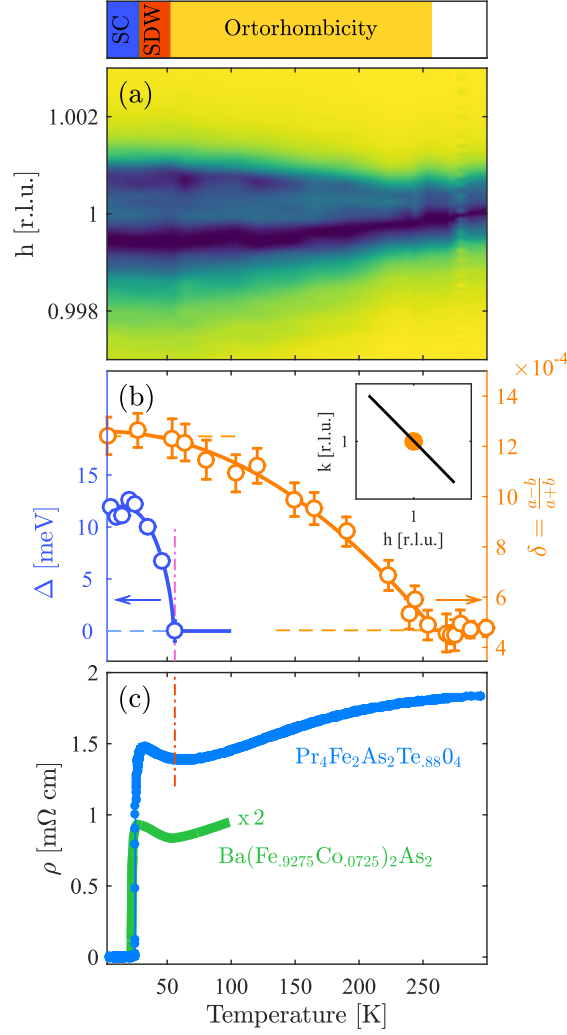 SC SDW Ortorhombicity
(a)
h [r.l.u.]
1.002
1
0.998
(b)
×10⁻⁴
Δ [meV]
15
10
5
0
k [r.l.u.]
1
1
h [r.l.u.]
14
12
10
8
6
4
δ = a−b/a+b
(c)
ρ [mΩ cm]
2
1.5
1
0.5
0
Pr₄Fe₂As₂Te.₈₈0₄
x 2
Ba(Fe.₉₂₇₅Co.₀₇₂₅)₂As₂
50 100 150 200 250
Temperature [K]